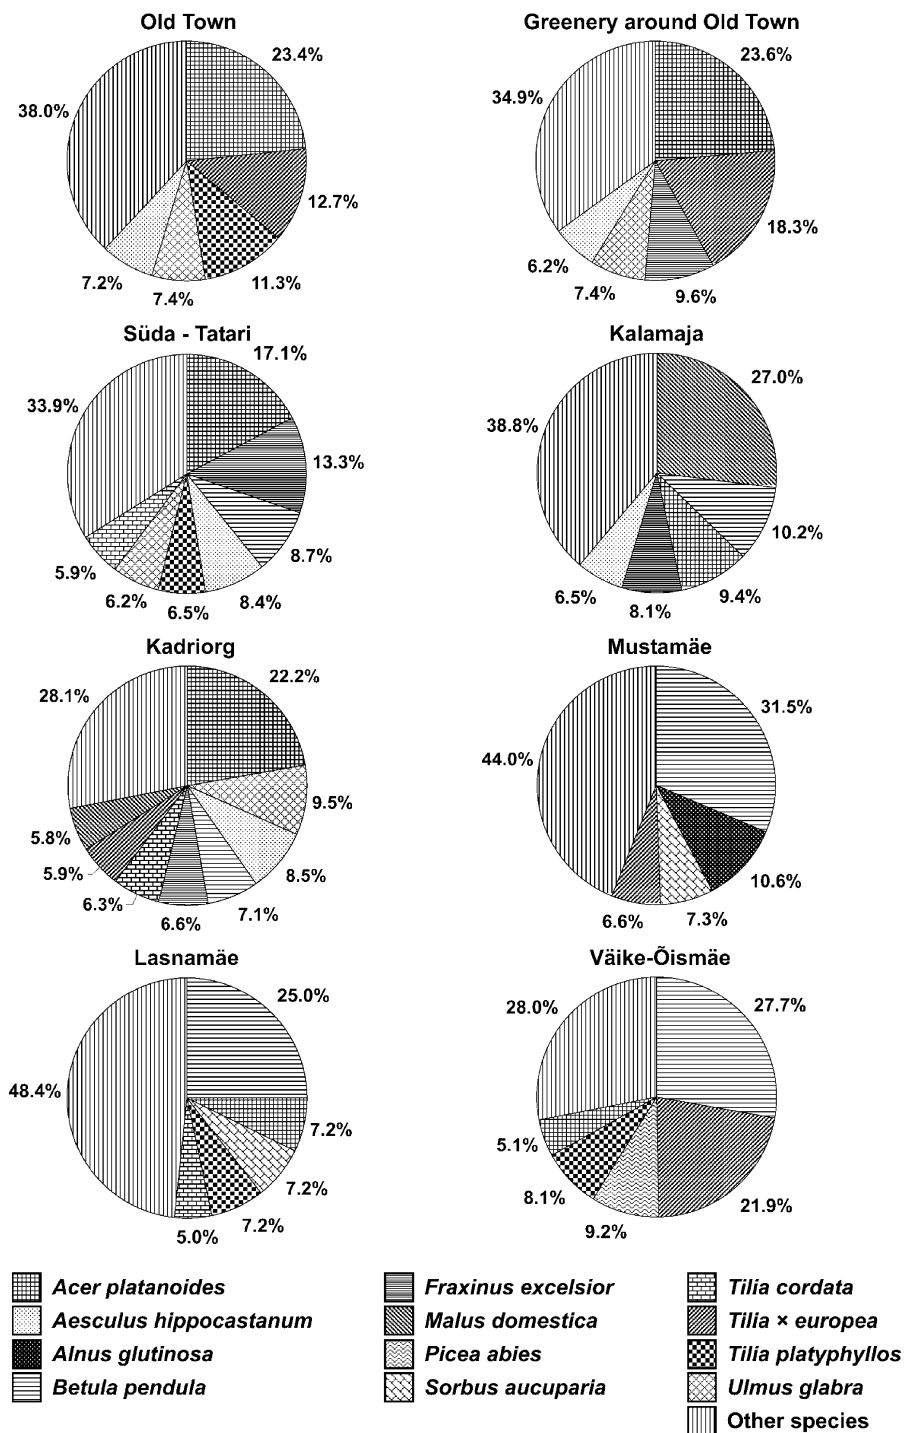 Old Town
23.4%
12.7%
11.3%
7.4%
7.2%
38.0%
Greenery around Old Town
23.6%
18.3%
9.6%
7.4%
6.2%
34.9%
Süda - Tatari
17.1%
13.3%
8.7%
8.4%
6.5%
6.2%
5.9%
33.9%
Kalamaja
27.0%
10.2%
9.4%
8.1%
6.5%
38.8%
Kadriorg
22.2%
9.5%
8.5%
7.1%
6.6%
6.3%
5.9%
5.8%
28.1%
Mustamäe
31.5%
10.6%
7.3%
6.6%
44.0%
Lasnamäe
25.0%
7.2%
7.2%
7.2%
5.0%
48.4%
Väike-Õismäe
27.7%
21.9%
9.2%
8.1%
5.1%
28.0%
Acer platanoides
Aesculus hippocastanum
Alnus glutinosa
Betula pendula
Fraxinus excelsior
Malus domestica
Picea abies
Sorbus aucuparia
Tilia cordata
Tilia × europea
Tilia platyphyllos
Ulmus glabra
Other species